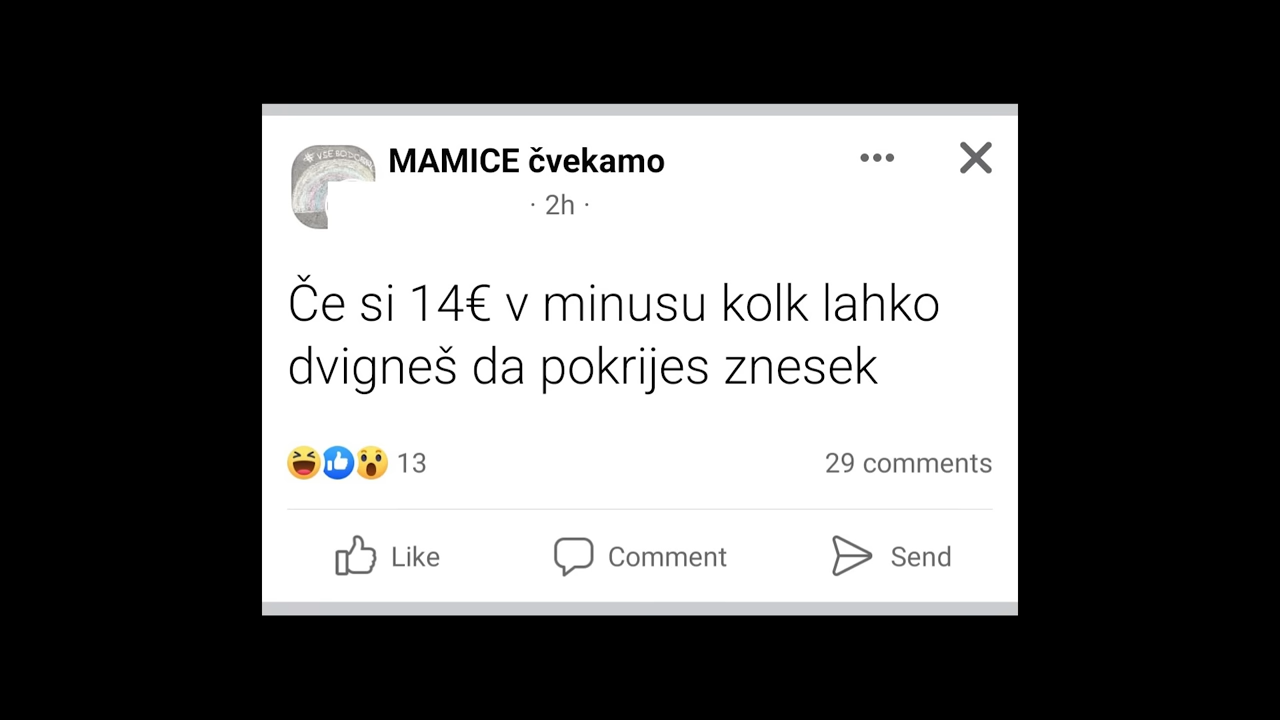 MAMICE čvekamo
· 2h ·
Če si 14€ v minusu kolk lahko
dvigneš da pokrijes znesek
13
29 comments
Like
Comment
Send